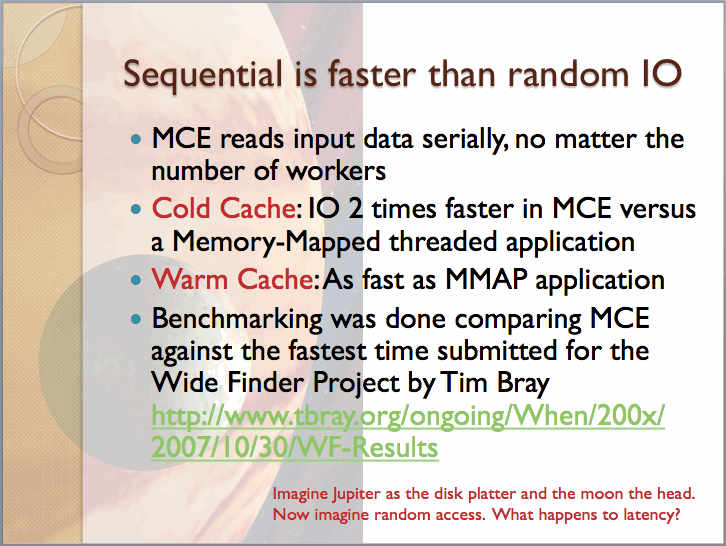 Sequential is faster than random IO
MCE reads input data serially, no matter the
number of workers
Cold Cache: IO 2 times faster in MCE versus
a Memory-Mapped threaded application
Warm Cache: As fast as MMAP application
Benchmarking was done comparing MCE
against the fastest time submitted for the
Wide Finder Project by Tim Bray
http://www.tbray.org/ongoing/When/200x/
2007/10/30/WF-Results
Imagine Jupiter as the disk platter and the moon the head.
Now imagine random access. What happens to latency?